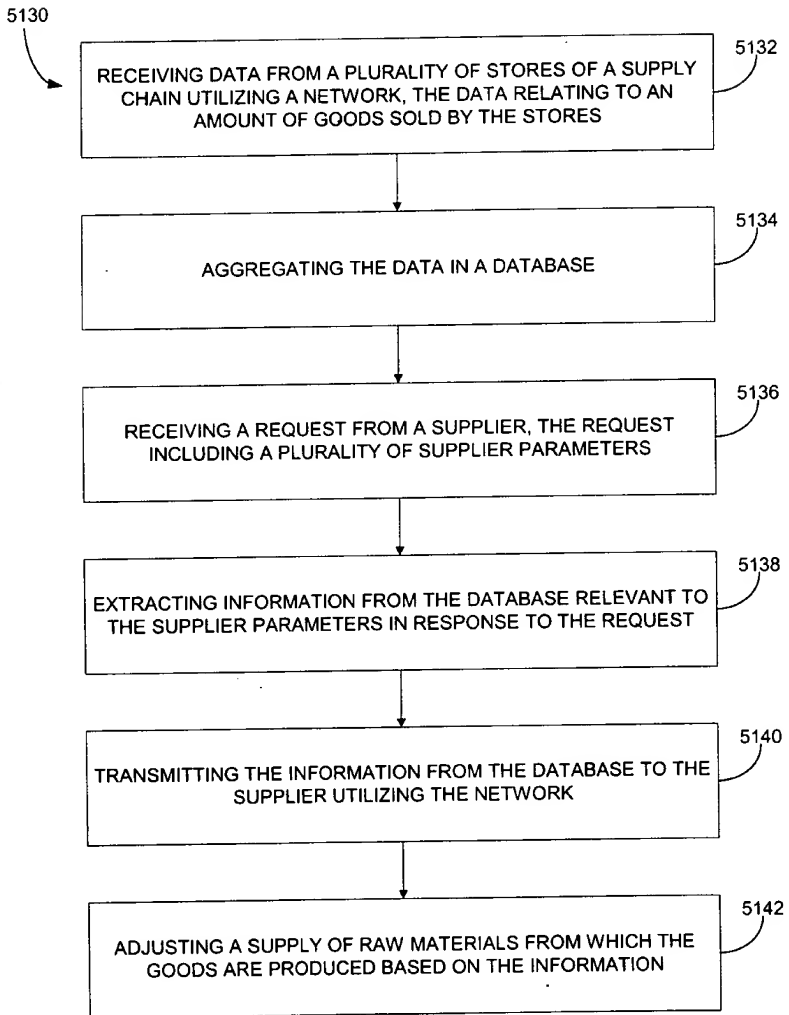 5130
5132
RECEIVING DATA FROM A PLURALITY OF STORES OF A SUPPLY
CHAIN UTILIZING A NETWORK, THE DATA RELATING TO AN
AMOUNT OF GOODS SOLD BY THE STORES
5134
AGGREGATING THE DATA IN A DATABASE
5136
RECEIVING A REQUEST FROM A SUPPLIER, THE REQUEST
INCLUDING A PLURALITY OF SUPPLIER PARAMETERS
5138
EXTRACTING INFORMATION FROM THE DATABASE RELEVANT TO
THE SUPPLIER PARAMETERS IN RESPONSE TO THE REQUEST
5140
TRANSMITTING THE INFORMATION FROM THE DATABASE TO THE
SUPPLIER UTILIZING THE NETWORK
5142
ADJUSTING A SUPPLY OF RAW MATERIALS FROM WHICH THE
GOODS ARE PRODUCED BASED ON THE INFORMATION